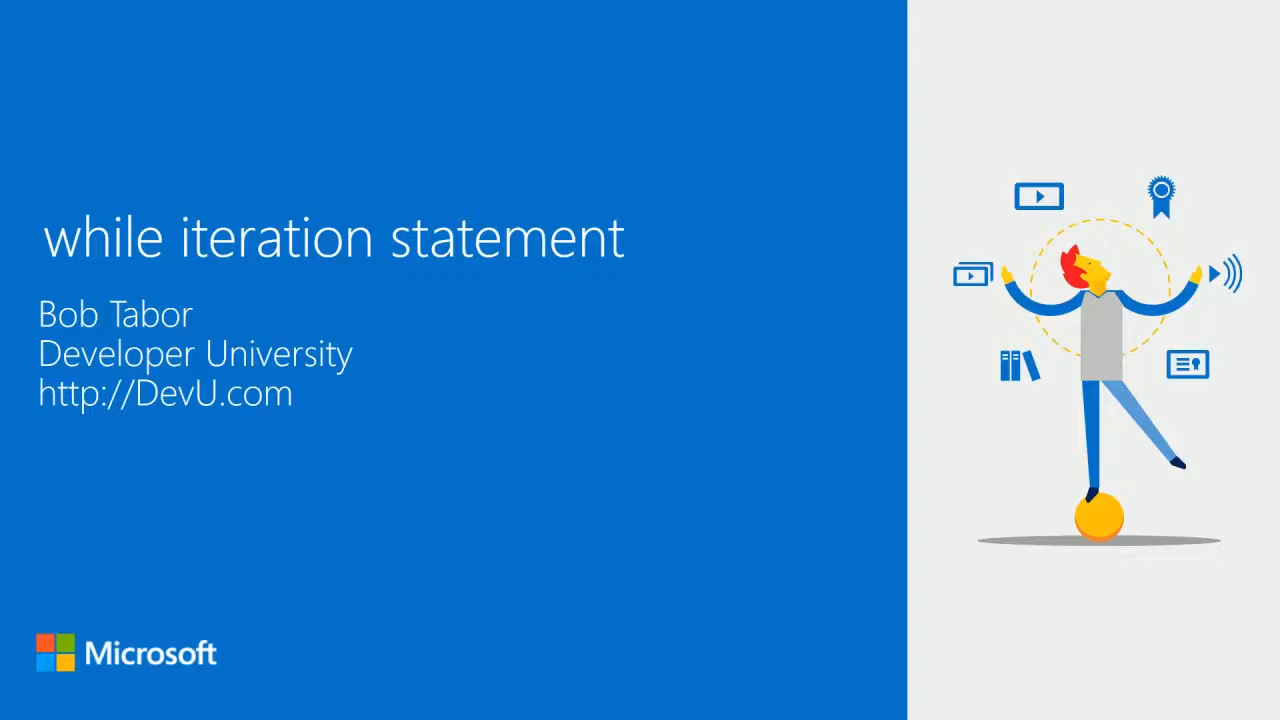 while iteration statement
Bob Tabor
Developer University
http://DevU.com
Microsoft